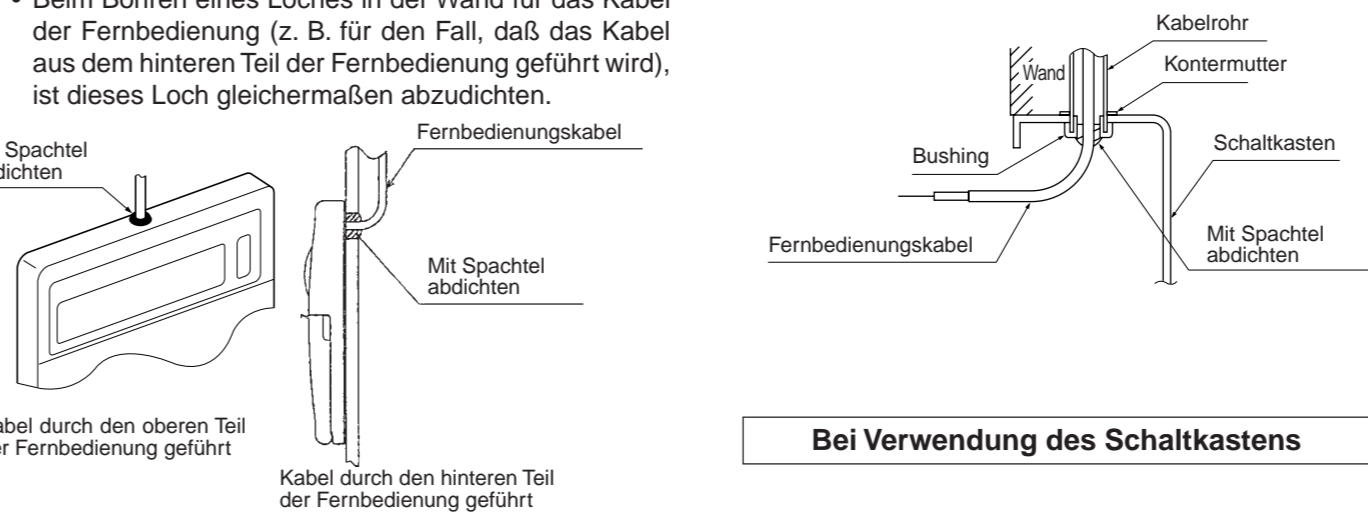 • Beim Bohren eines Loches in der Wand für das Kabel
der Fernbedienung (z. B. für den Fall, daß das Kabel
aus dem hinteren Teil der Fernbedienung geführt wird),
ist dieses Loch gleichermaßen abzudichten.
Spachtel
dichten
Fernbedienungskabel
Mit Spachtel
abdichten
abel durch den oberen Teil
er Fernbedienung geführt
Kabel durch den hinteren Teil
der Fernbedienung geführt
Kabelrohr
Wand
Kontermutter
Bushing
Schaltkasten
Fernbedienungskabel
Mit Spachtel
abdichten
Bei Verwendung des Schaltkastens